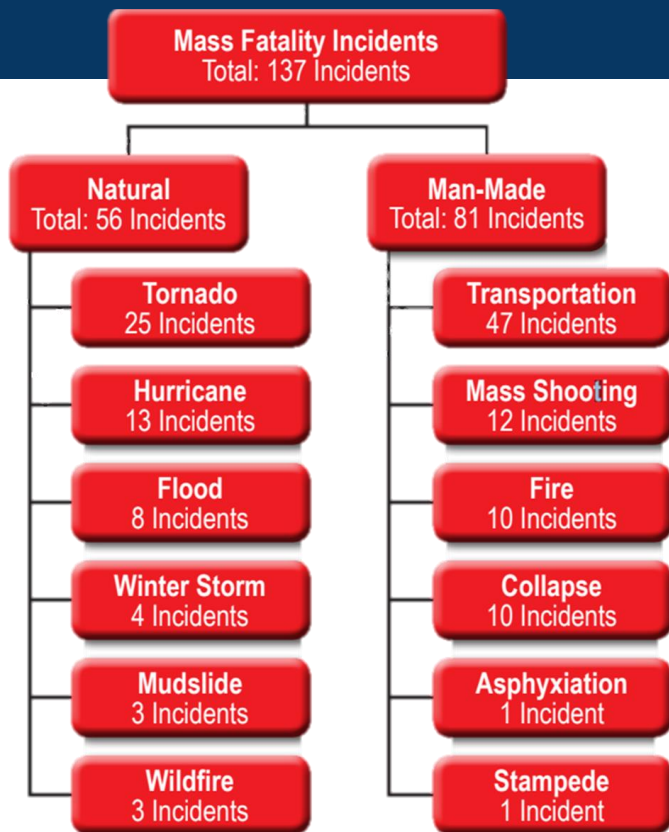 Mass Fatality Incidents
Total: 137 Incidents
Natural
Total: 56 Incidents
Tornado
25 Incidents
Hurricane
13 Incidents
Flood
8 Incidents
Winter Storm
4 Incidents
Mudslide
3 Incidents
Wildfire
3 Incidents
Man-Made
Total: 81 Incidents
Transportation
47 Incidents
Mass Shooting
12 Incidents
Fire
10 Incidents
Collapse
10 Incidents
Asphyxiation
1 Incident
Stampede
1 Incident